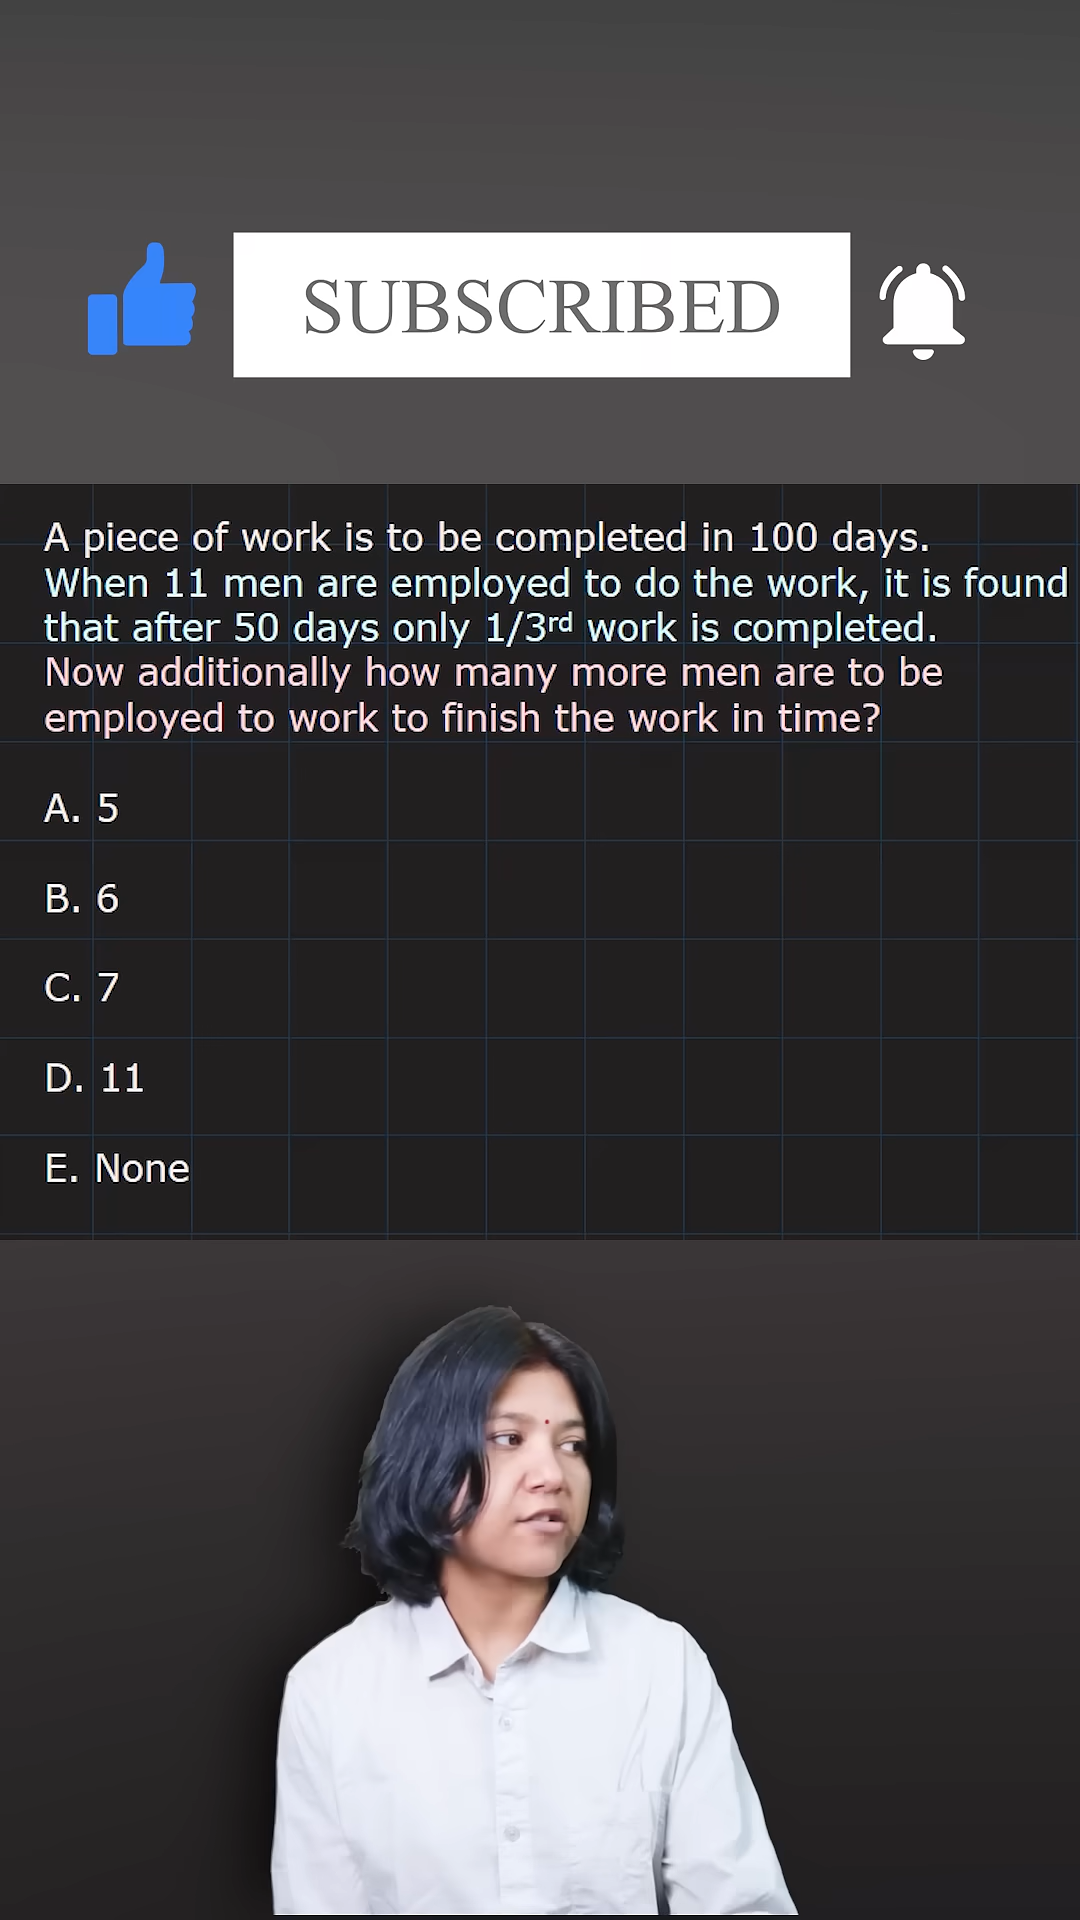 SUBSCRIBED
A piece of work is to be completed in 100 days.
When 11 men are employed to do the work, it is found
that after 50 days only 1/3ʳᵈ work is completed.
Now additionally how many more men are to be
employed to work to finish the work in time?
A. 5
B. 6
C. 7
D. 11
E. None